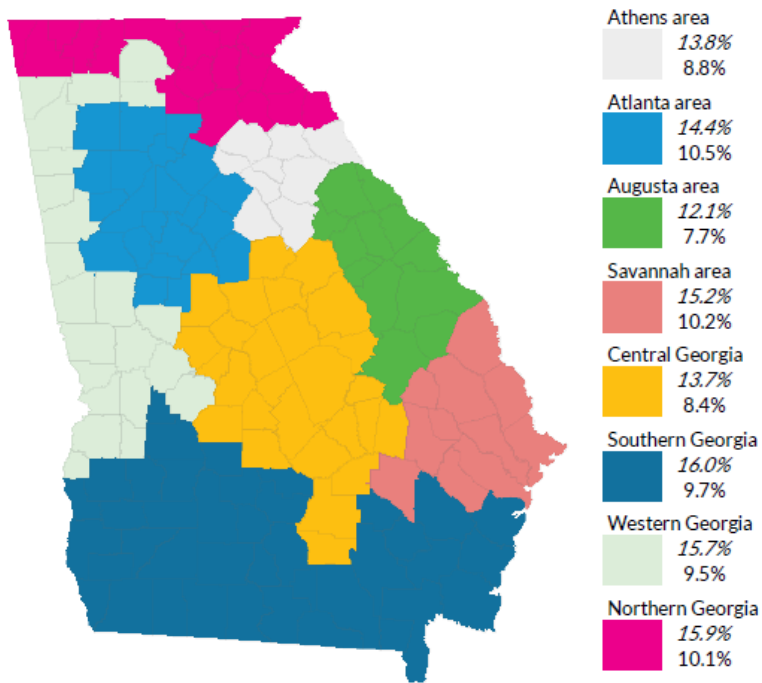 Athens area
13.8%
8.8%
Atlanta area
14.4%
10.5%
Augusta area
12.1%
7.7%
Savannah area
15.2%
10.2%
Central Georgia
13.7%
8.4%
Southern Georgia
16.0%
9.7%
Western Georgia
15.7%
9.5%
Northern Georgia
15.9%
10.1%